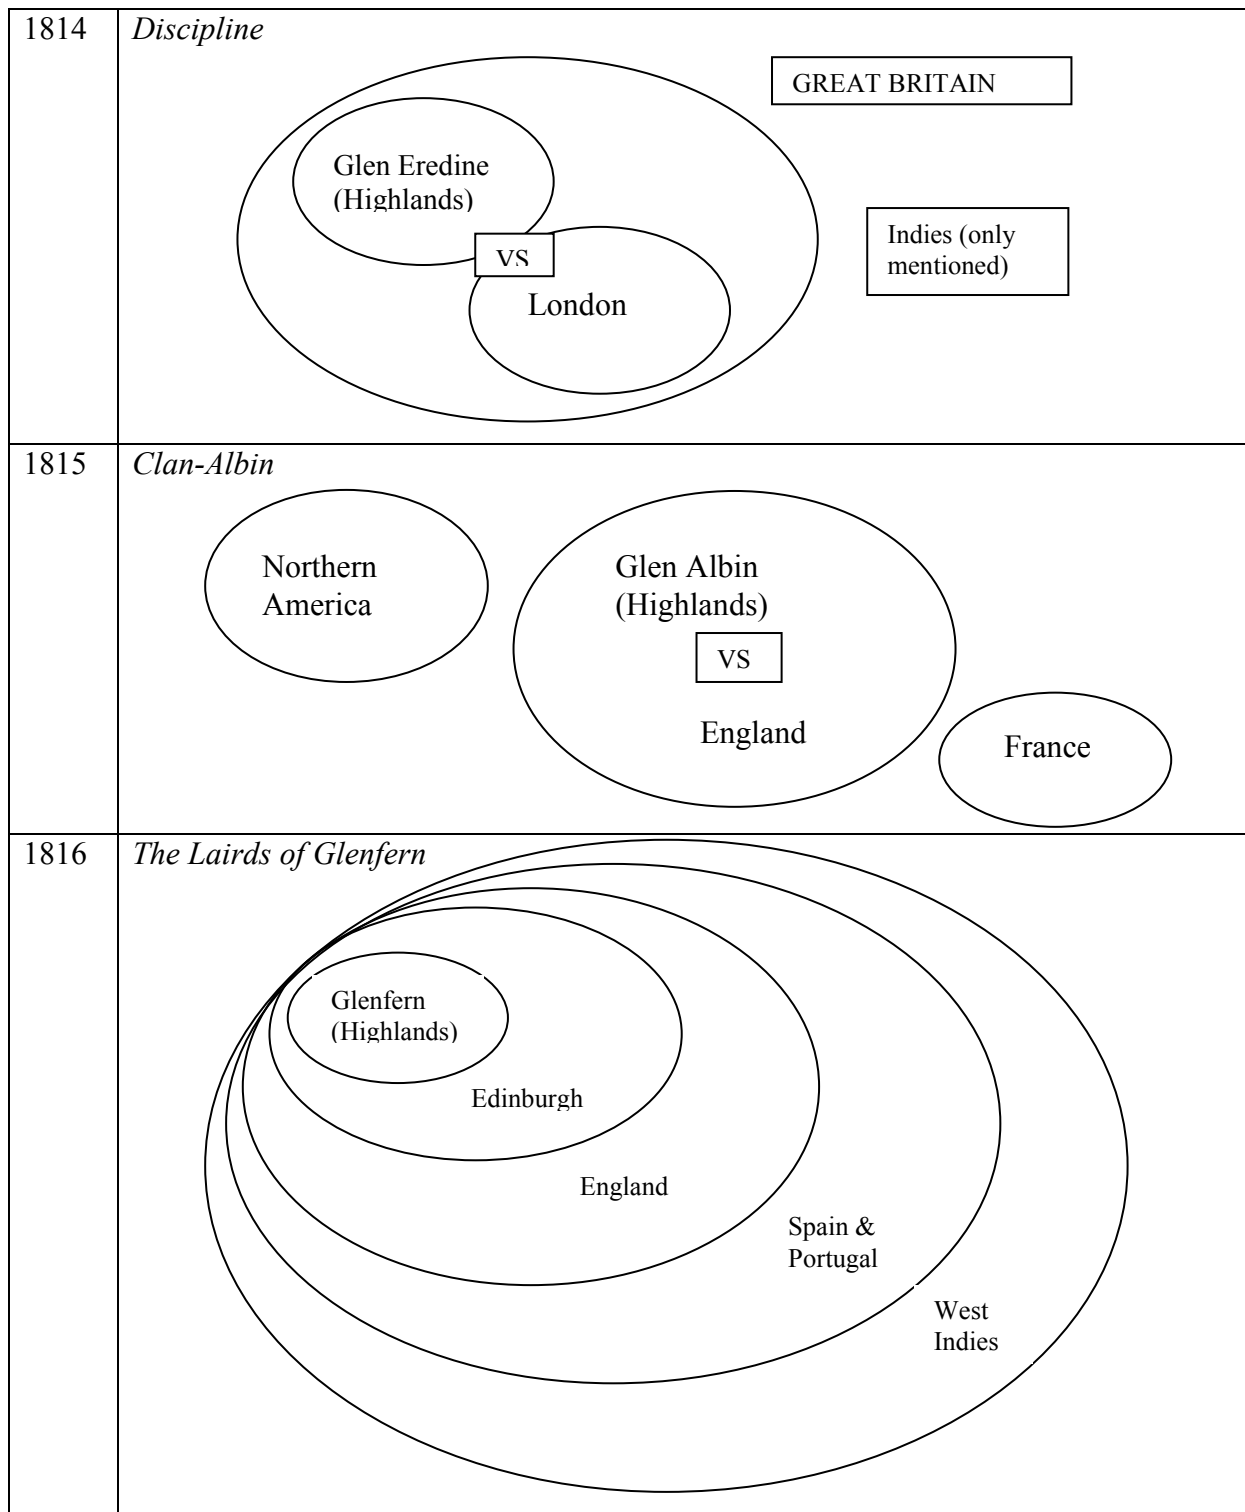 1814
Discipline
GREAT BRITAIN
Glen Eredine
(Highlands)
Indies (only
mentioned)
VS
London
1815
Clan-Albin
Northern
America
Glen Albin
(Highlands)
VS
England
France
1816
The Lairds of Glenfern
Glenfern
(Highlands)
Edinburgh
England
Spain &
Portugal
West
Indies